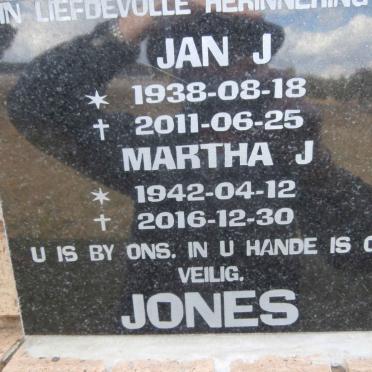 IN LIEFDEVOLLE HERINNERING
JAN J
* 1938-08-18
† 2011-06-25
MARTHA J
* 1942-04-12
† 2016-12-30
U IS BY ONS. IN U HANDE IS
VEILIG.
JONES